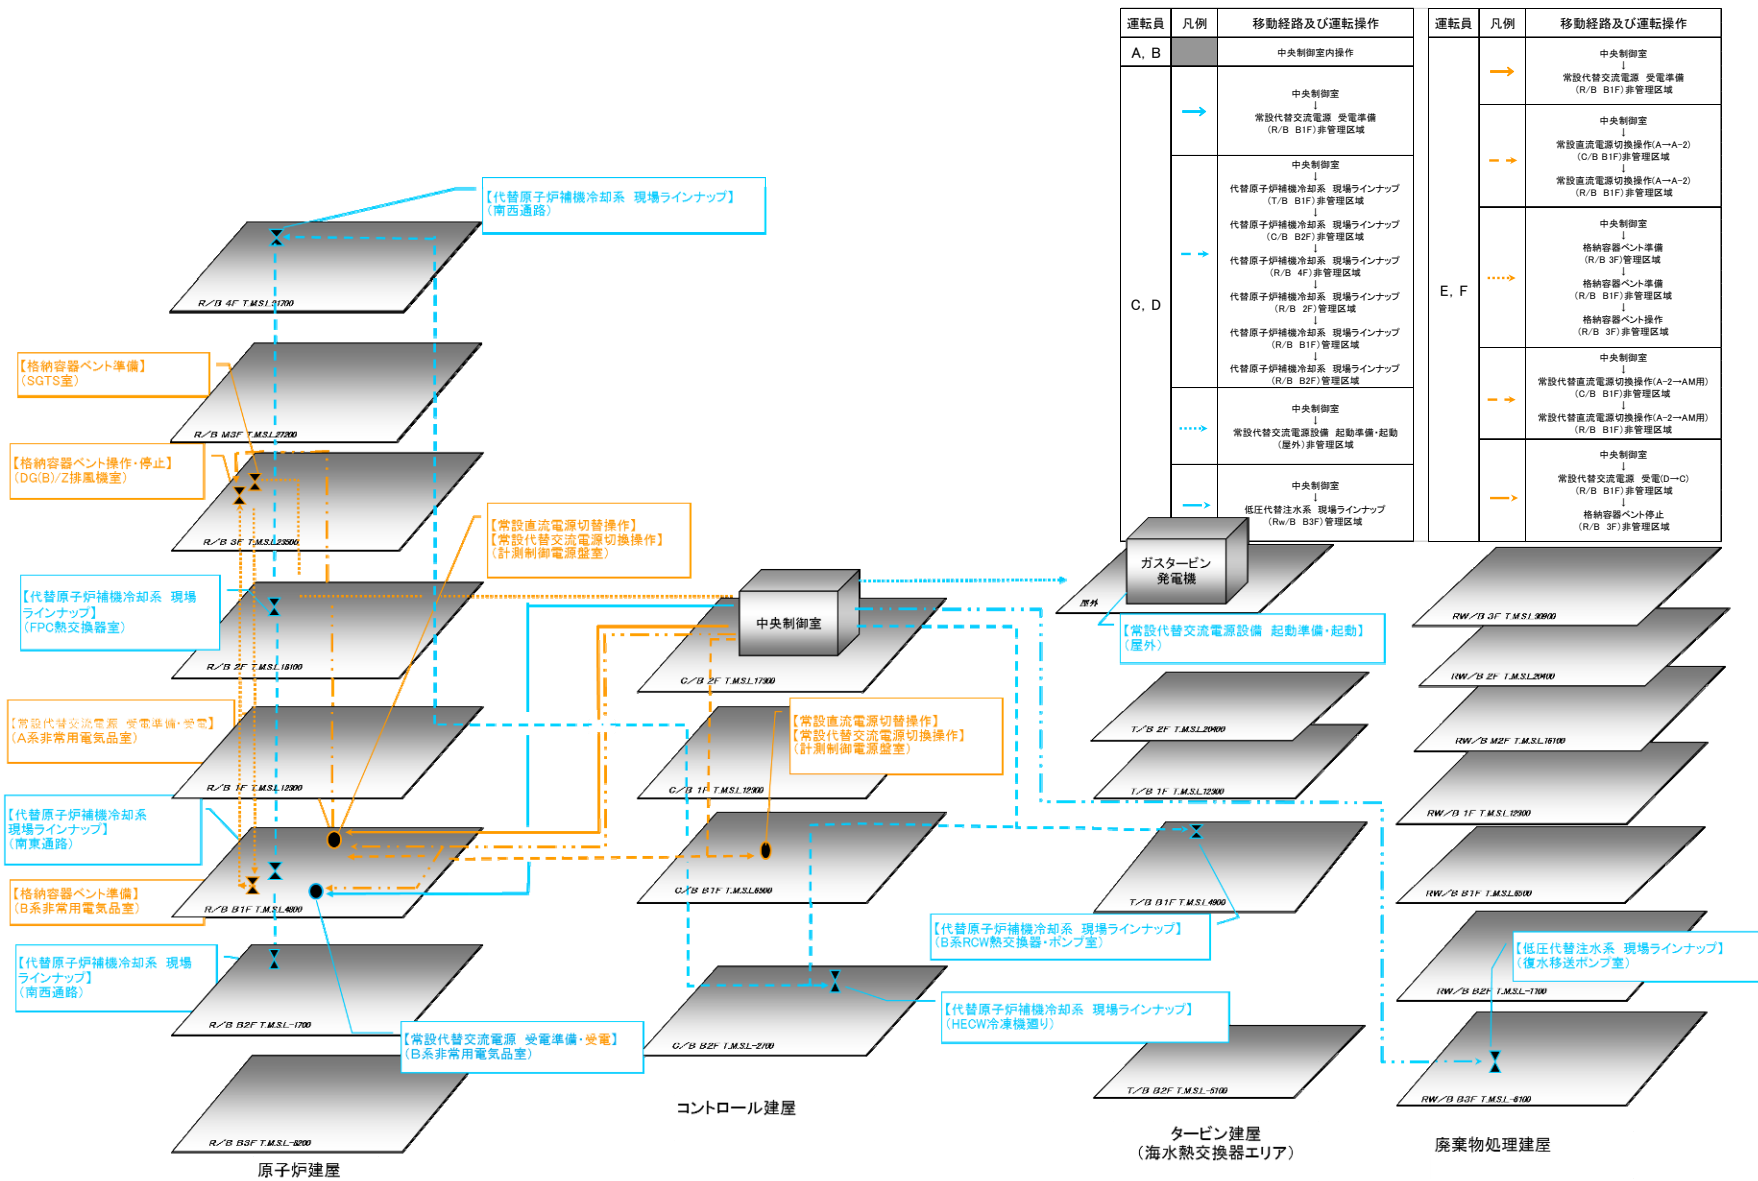 運転員 凡例 移動経路及び運転操作
A, B 中央制御室内操作
C, D
中央制御室
↓
常設代替交流電源 受電準備
(R/B B1F)非管理区域
中央制御室
↓
代替原子炉補機冷却系 現場ラインナップ
(T/B B1F)非管理区域
↓
代替原子炉補機冷却系 現場ラインナップ
(C/B B2F)非管理区域
↓
代替原子炉補機冷却系 現場ラインナップ
(R/B 4F)非管理区域
↓
代替原子炉補機冷却系 現場ラインナップ
(R/B 2F)管理区域
↓
代替原子炉補機冷却系 現場ラインナップ
(R/B B1F)管理区域
↓
代替原子炉補機冷却系 現場ラインナップ
(R/B B2F)管理区域
中央制御室
↓
常設代替交流電源設備 起動準備・起動
(屋外)非管理区域
中央制御室
↓
低圧代替注水系 現場ラインナップ
(Rw/B B3F)管理区域
運転員 凡例 移動経路及び運転操作
E, F
中央制御室
↓
常設代替交流電源 受電準備
(R/B B1F)非管理区域
中央制御室
↓
常設直流電源切換操作(A→A-2)
(C/B B1F)非管理区域
↓
常設直流電源切換操作(A→A-2)
(R/B B1F)非管理区域
中央制御室
↓
格納容器ベント準備
(R/B 3F)管理区域
↓
格納容器ベント準備
(R/B B1F)非管理区域
↓
格納容器ベント操作
(R/B 3F)非管理区域
中央制御室
↓
常設代替直流電源切換操作(A-2→AM用)
(C/B B1F)非管理区域
↓
常設代替直流電源切換操作(A-2→AM用)
(R/B B1F)非管理区域
中央制御室
↓
常設代替交流電源 受電(D→C)
(R/B B1F)非管理区域
↓
格納容器ベント停止
(R/B 3F)非管理区域
【代替原子炉補機冷却系 現場ラインナップ】
(南西通路)
R/B 4F T.M.S.L.31700
【格納容器ベント準備】
(SGTS室)
R/B M3F T.M.S.L.27200
【格納容器ベント操作・停止】
(DG(B)/Z排風機室)
R/B 3F T.M.S.L.23500
【代替原子炉補機冷却系 現場
ラインナップ】
(FPC熱交換器室)
R/B 2F T.M.S.L.18100
【常設代替交流電源 受電準備・受電】
(A系非常用電気品室)
R/B 1F T.M.S.L.12300
【代替原子炉補機冷却系
現場ラインナップ】
(南東通路)
【格納容器ベント準備】
(B系非常用電気品室)
R/B B1F T.M.S.L.4800
【代替原子炉補機冷却系 現場
ラインナップ】
(南西通路)
R/B B2F T.M.S.L.-1700
R/B B3F T.M.S.L.-8200
原子炉建屋
【常設直流電源切替操作】
【常設代替交流電源切換操作】
(計測制御電源盤室)
【常設代替交流電源 受電準備・受電】
(B系非常用電気品室)
中央制御室
C/B 2F T.M.S.L.17300
【常設直流電源切替操作】
【常設代替交流電源切換操作】
(計測制御電源盤室)
C/B 1F T.M.S.L.12300
C/B B1F T.M.S.L.6500
C/B B2F T.M.S.L.-2700
【代替原子炉補機冷却系 現場ラインナップ】
(HECW冷凍機廻り)
コントロール建屋
ガスタービン
発電機
屋外
【常設代替交流電源設備 起動準備・起動】
(屋外)
T/B 2F T.M.S.L.20400
T/B 1F T.M.S.L.12300
T/B B1F T.M.S.L.4900
【代替原子炉補機冷却系 現場ラインナップ】
(B系RCW熱交換器・ポンプ室)
T/B B2F T.M.S.L.-5100
タービン建屋
(海水熱交換器エリア)
RW/B 3F T.M.S.L.30900
RW/B 2F T.M.S.L.20400
RW/B M2F T.M.S.L.16100
RW/B 1F T.M.S.L.12300
RW/B B1F T.M.S.L.6500
【低圧代替注水系 現場ラインナップ】
(復水移送ポンプ室)
RW/B B2F T.M.S.L.-1100
RW/B B3F T.M.S.L.-6100
廃棄物処理建屋